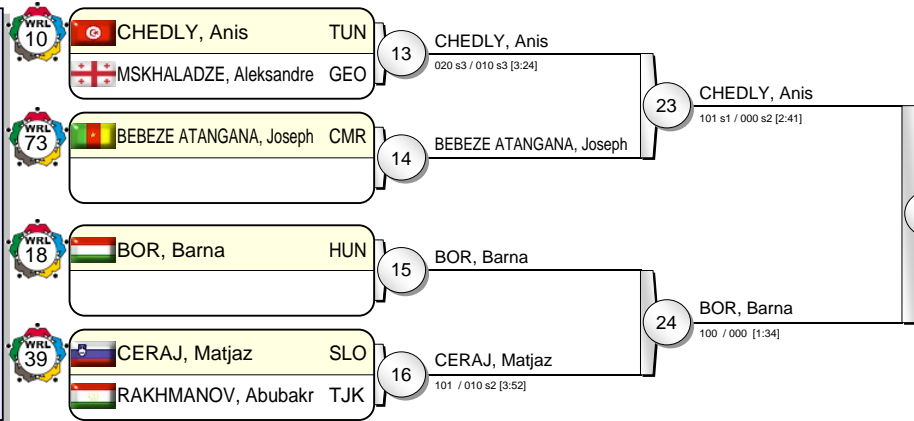 WRL
10
CHEDLY, Anis TUN
MSKHALADZE, Aleksandre GEO
13
CHEDLY, Anis
020 s3 / 010 s3 [3:24]
WRL
73
BEBEZE ATANGANA, Joseph CMR
14
BEBEZE ATANGANA, Joseph
23
CHEDLY, Anis
101 s1 / 000 s2 [2:41]
WRL
18
BOR, Barna HUN
15
BOR, Barna
WRL
39
CERAJ, Matjaz SLO
RAKHMANOV, Abubakr TJK
16
CERAJ, Matjaz
101 / 010 s2 [3:52]
24
BOR, Barna
100 / 000 [1:34]